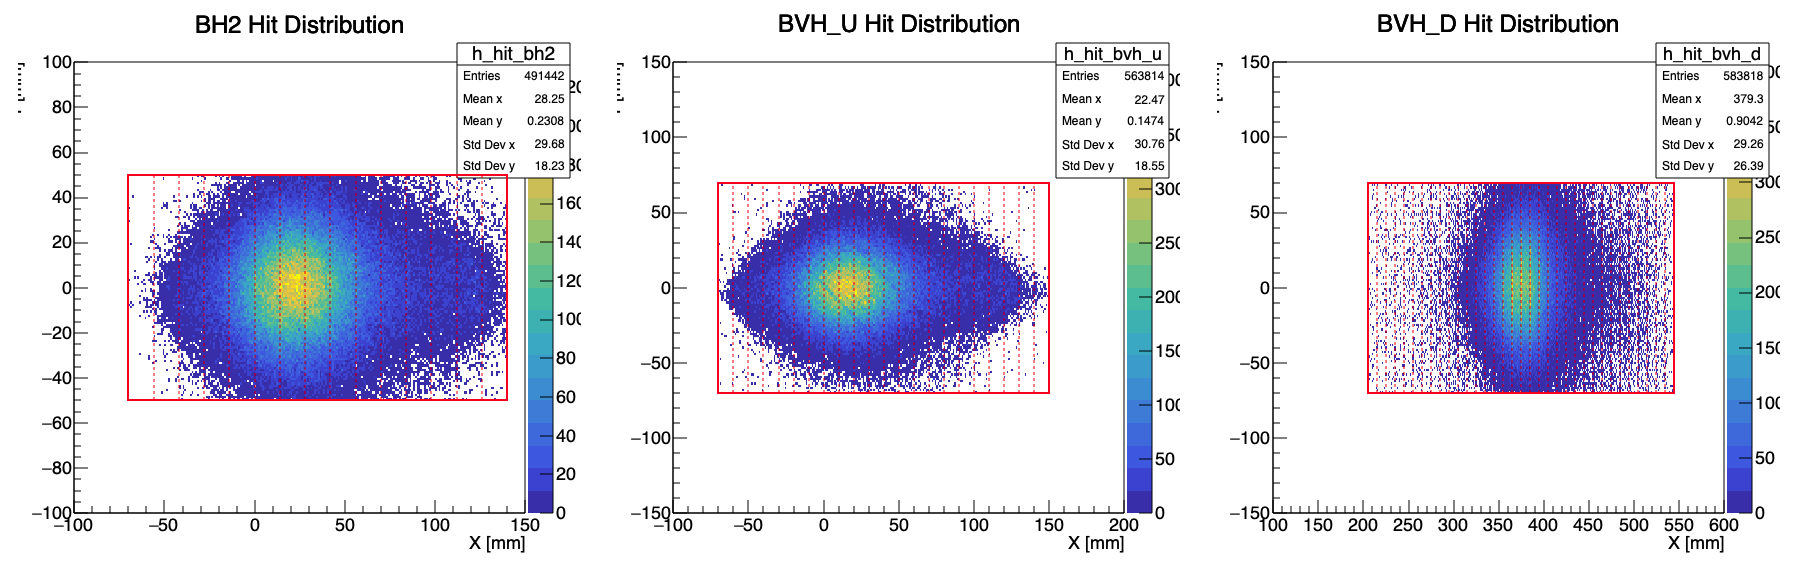 BH2 Hit Distribution
h_hit_bh2
Entries 491442
Mean x 28.25
Mean y 0.2308
Std Dev x 29.68
Std Dev y 18.23
100
80
60
40
20
0
−20
−40
−60
−80
−100
−100 −50 0 50 100 150
X [mm]
160
140
120
100
80
60
40
20
0
BVH_U Hit Distribution
h_hit_bvh_u
Entries 563814
Mean x 22.47
Mean y 0.1474
Std Dev x 30.76
Std Dev y 18.55
150
100
50
0
−50
−100
−150
−100 −50 0 50 100 150 200
X [mm]
300
250
200
150
100
50
0
BVH_D Hit Distribution
h_hit_bvh_d
Entries 583818
Mean x 379.3
Mean y 0.9042
Std Dev x 29.26
Std Dev y 26.39
150
100
50
0
−50
−100
−150
100 150 200 250 300 350 400 450 500 550 600
X [mm]
300
250
200
150
100
50
0